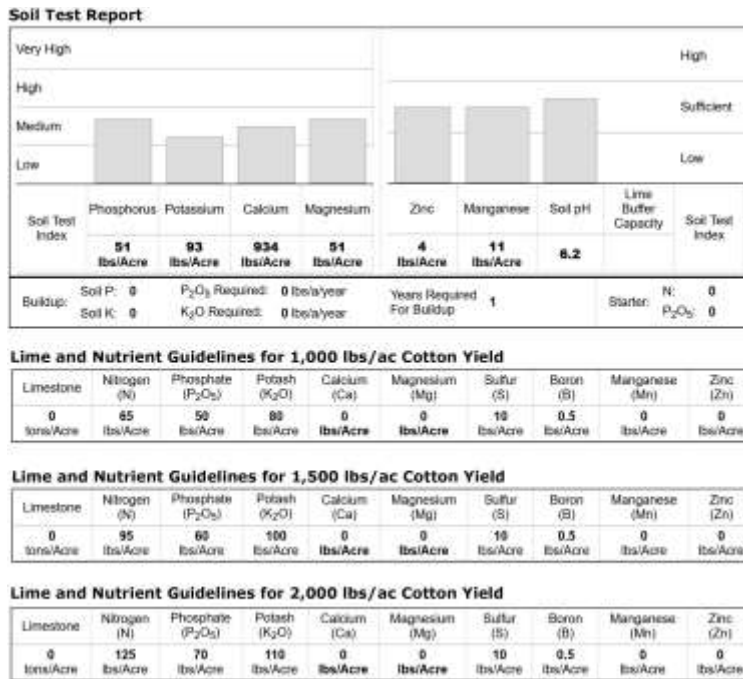 Soil Test Report
Very High
High
Medium
Low
High
Sufficient
Low
Soil Test Index
Phosphorus Potassium Calcium Magnesium Zinc Manganese Soil pH Lime Buffer Capacity Soil Test Index
51 lbs/Acre 93 lbs/Acre 934 lbs/Acre 51 lbs/Acre 4 lbs/Acre 11 lbs/Acre 6.2
Buildup: Soil P: 0 P2O5 Required: 0 lbs/a/year Years Required For Buildup 1 Starter: N: 0
Soil K: 0 K2O Required: 0 lbs/a/year P2O5: 0
Lime and Nutrient Guidelines for 1,000 lbs/ac Cotton Yield
Limestone Nitrogen (N) Phosphate (P2O5) Potash (K2O) Calcium (Ca) Magnesium (Mg) Sulfur (S) Boron (B) Manganese (Mn) Zinc (Zn)
0 65 50 80 0 0 10 0.5 0 0
tons/Acre lbs/Acre lbs/Acre lbs/Acre lbs/Acre lbs/Acre lbs/Acre lbs/Acre lbs/Acre lbs/Acre
Lime and Nutrient Guidelines for 1,500 lbs/ac Cotton Yield
Limestone Nitrogen (N) Phosphate (P2O5) Potash (K2O) Calcium (Ca) Magnesium (Mg) Sulfur (S) Boron (B) Manganese (Mn) Zinc (Zn)
0 95 60 100 0 0 10 0.5 0 0
tons/Acre lbs/Acre lbs/Acre lbs/Acre lbs/Acre lbs/Acre lbs/Acre lbs/Acre lbs/Acre lbs/Acre
Lime and Nutrient Guidelines for 2,000 lbs/ac Cotton Yield
Limestone Nitrogen (N) Phosphate (P2O5) Potash (K2O) Calcium (Ca) Magnesium (Mg) Sulfur (S) Boron (B) Manganese (Mn) Zinc (Zn)
0 125 70 110 0 0 10 0.5 0 0
tons/Acre lbs/Acre lbs/Acre lbs/Acre lbs/Acre lbs/Acre lbs/Acre lbs/Acre lbs/Acre lbs/Acre